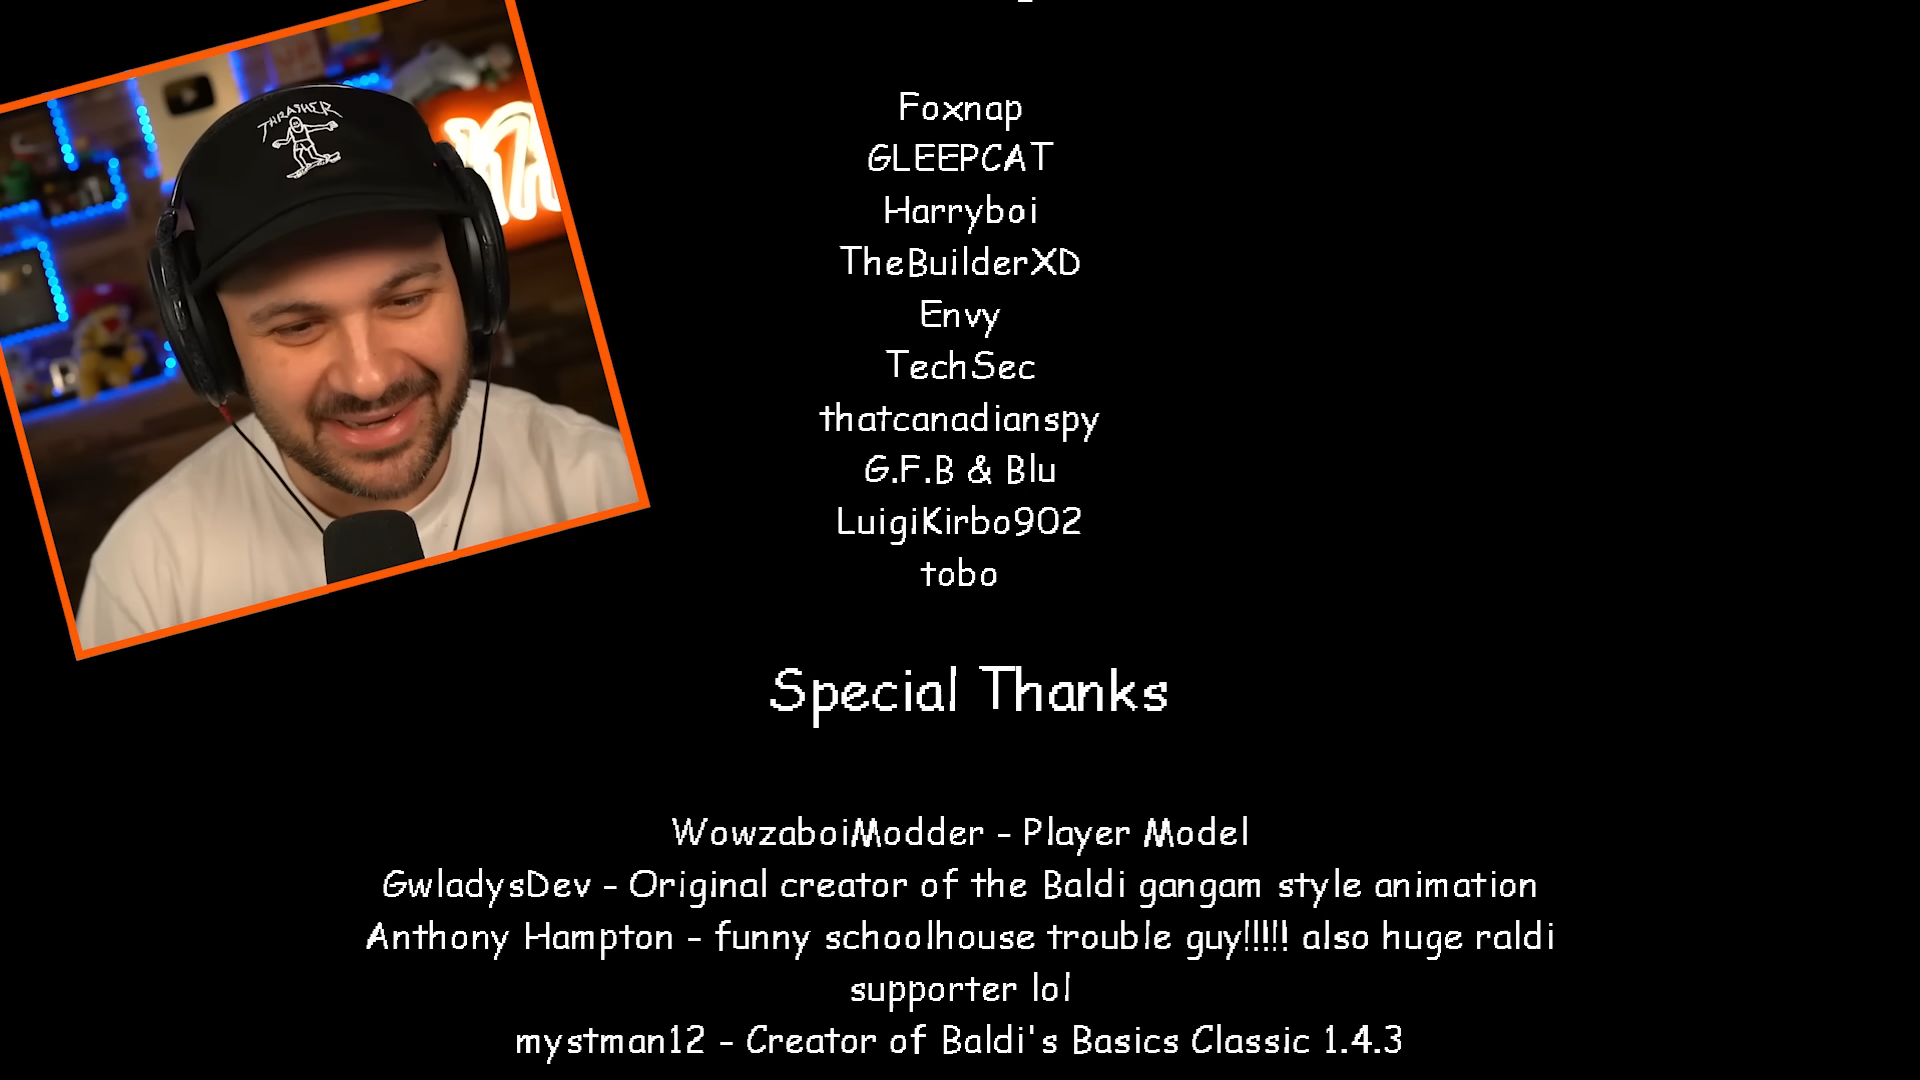 THRASHER
Foxnap
GLEEPCAT
Harryboi
TheBuilderXD
Envy
TechSec
thatcanadianspy
G.F.B & Blu
LuigiKirbo902
tobo
Special Thanks
WowzaboiModder - Player Model
GwladysDev - Original creator of the Baldi gangam style animation
Anthony Hampton - funny schoolhouse trouble guy!!!!! also huge raldi
supporter lol
mystman12 - Creator of Baldi's Basics Classic 1.4.3